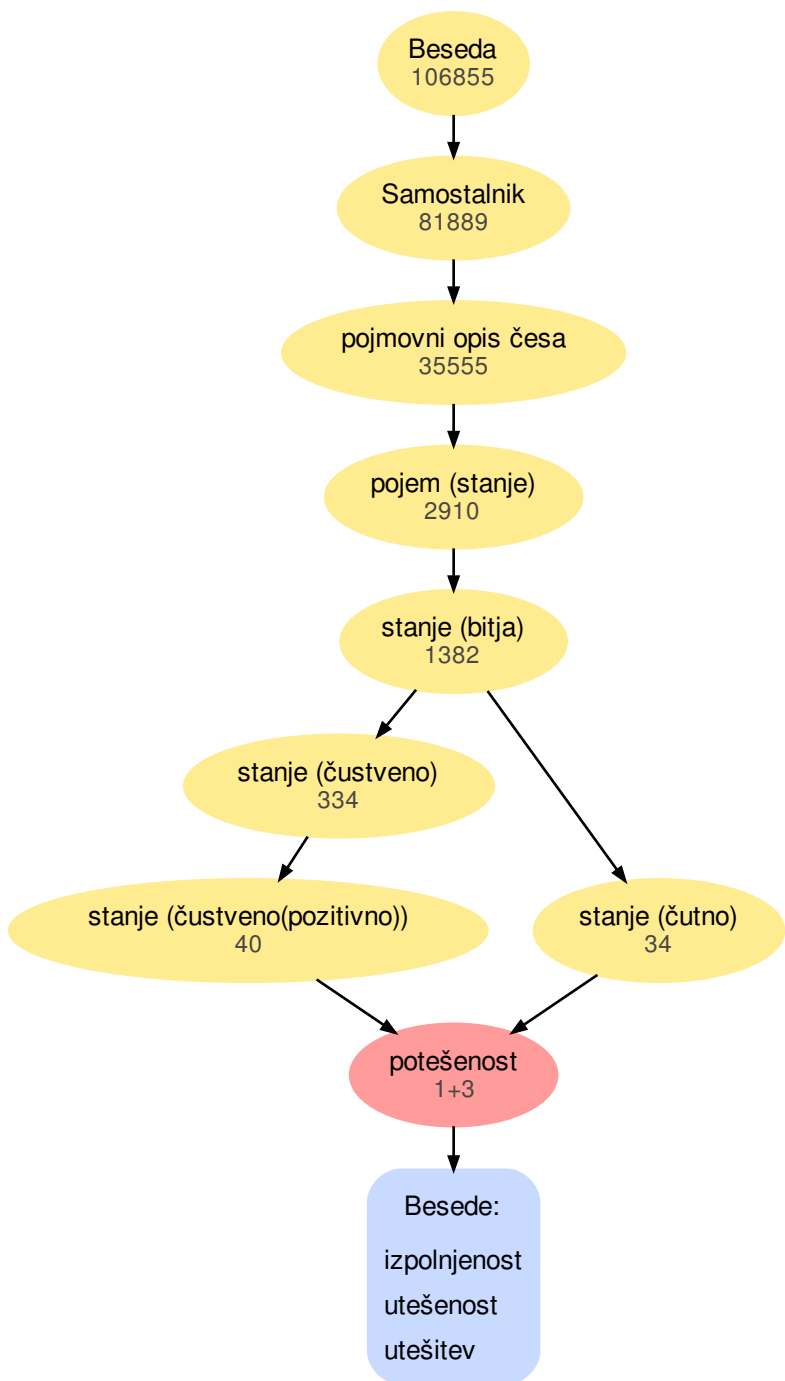 Beseda
106855
Samostalnik
81889
pojmovni opis česa
35555
pojem (stanje)
2910
stanje (bitja)
1382
stanje (čustveno)
334
stanje (čustveno(pozitivno))
40
stanje (čutno)
34
potešenost
1+3
Besede:
izpolnjenost
utešenost
utešitev